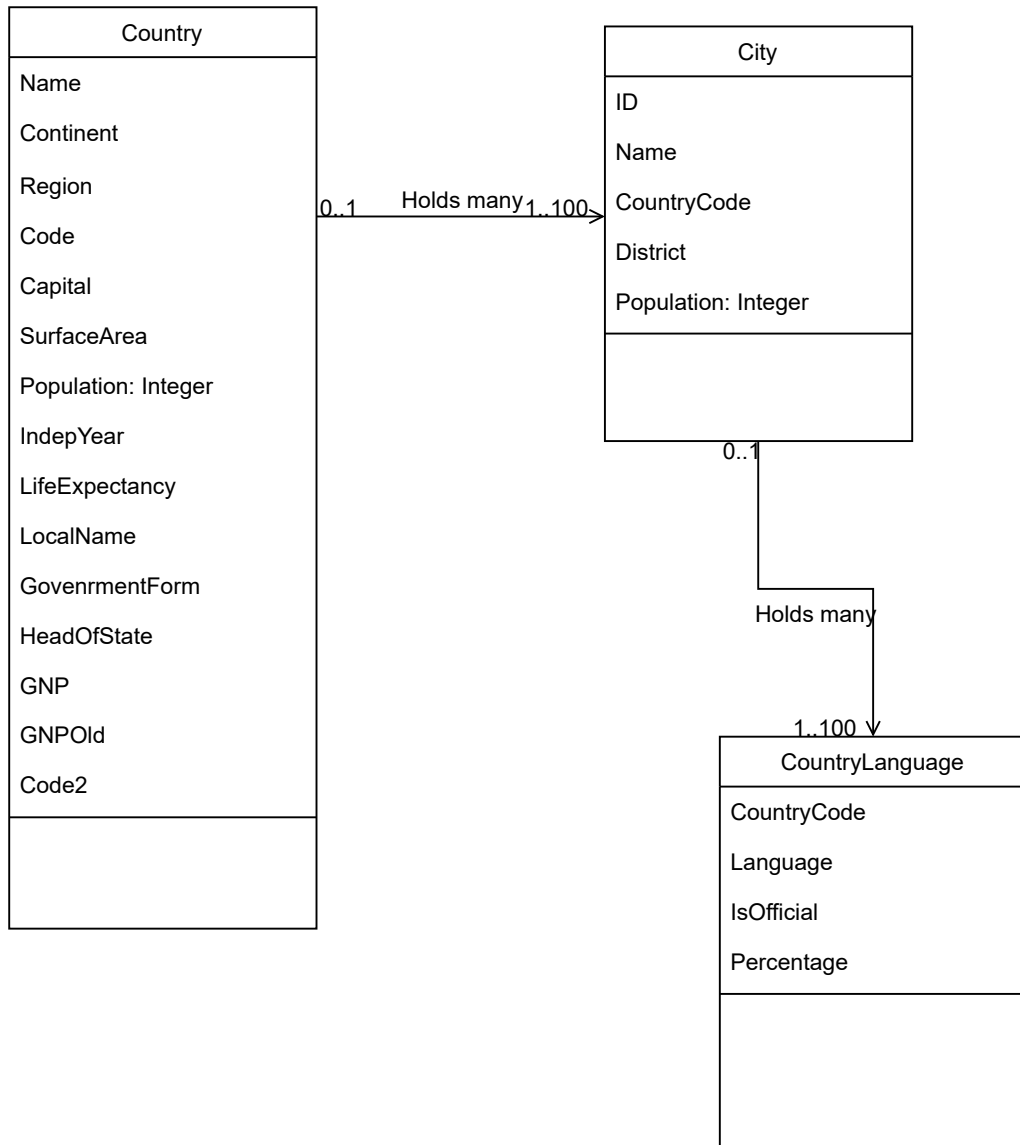 Country
Name
Continent
Region
Code
Capital
SurfaceArea
Population: Integer
IndepYear
LifeExpectancy
LocalName
GovenrmentForm
HeadOfState
GNP
GNPOld
Code2
0..1
Holds many
1..100
City
ID
Name
CountryCode
District
Population: Integer
0..1
Holds many
1..100
CountryLanguage
CountryCode
Language
IsOfficial
Percentage